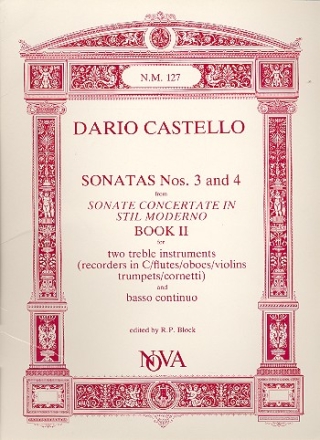 N.M. 127
DARIO CASTELLO
SONATAS Nos. 3 and 4
from
SONATE CONCERTATE IN
STIL MODERNO
BOOK II
for
two treble instruments
(recorders in C/flutes/oboes/violins
trumpets/cornetti)
and
basso continuo
edited by R. P. Block
NOVA